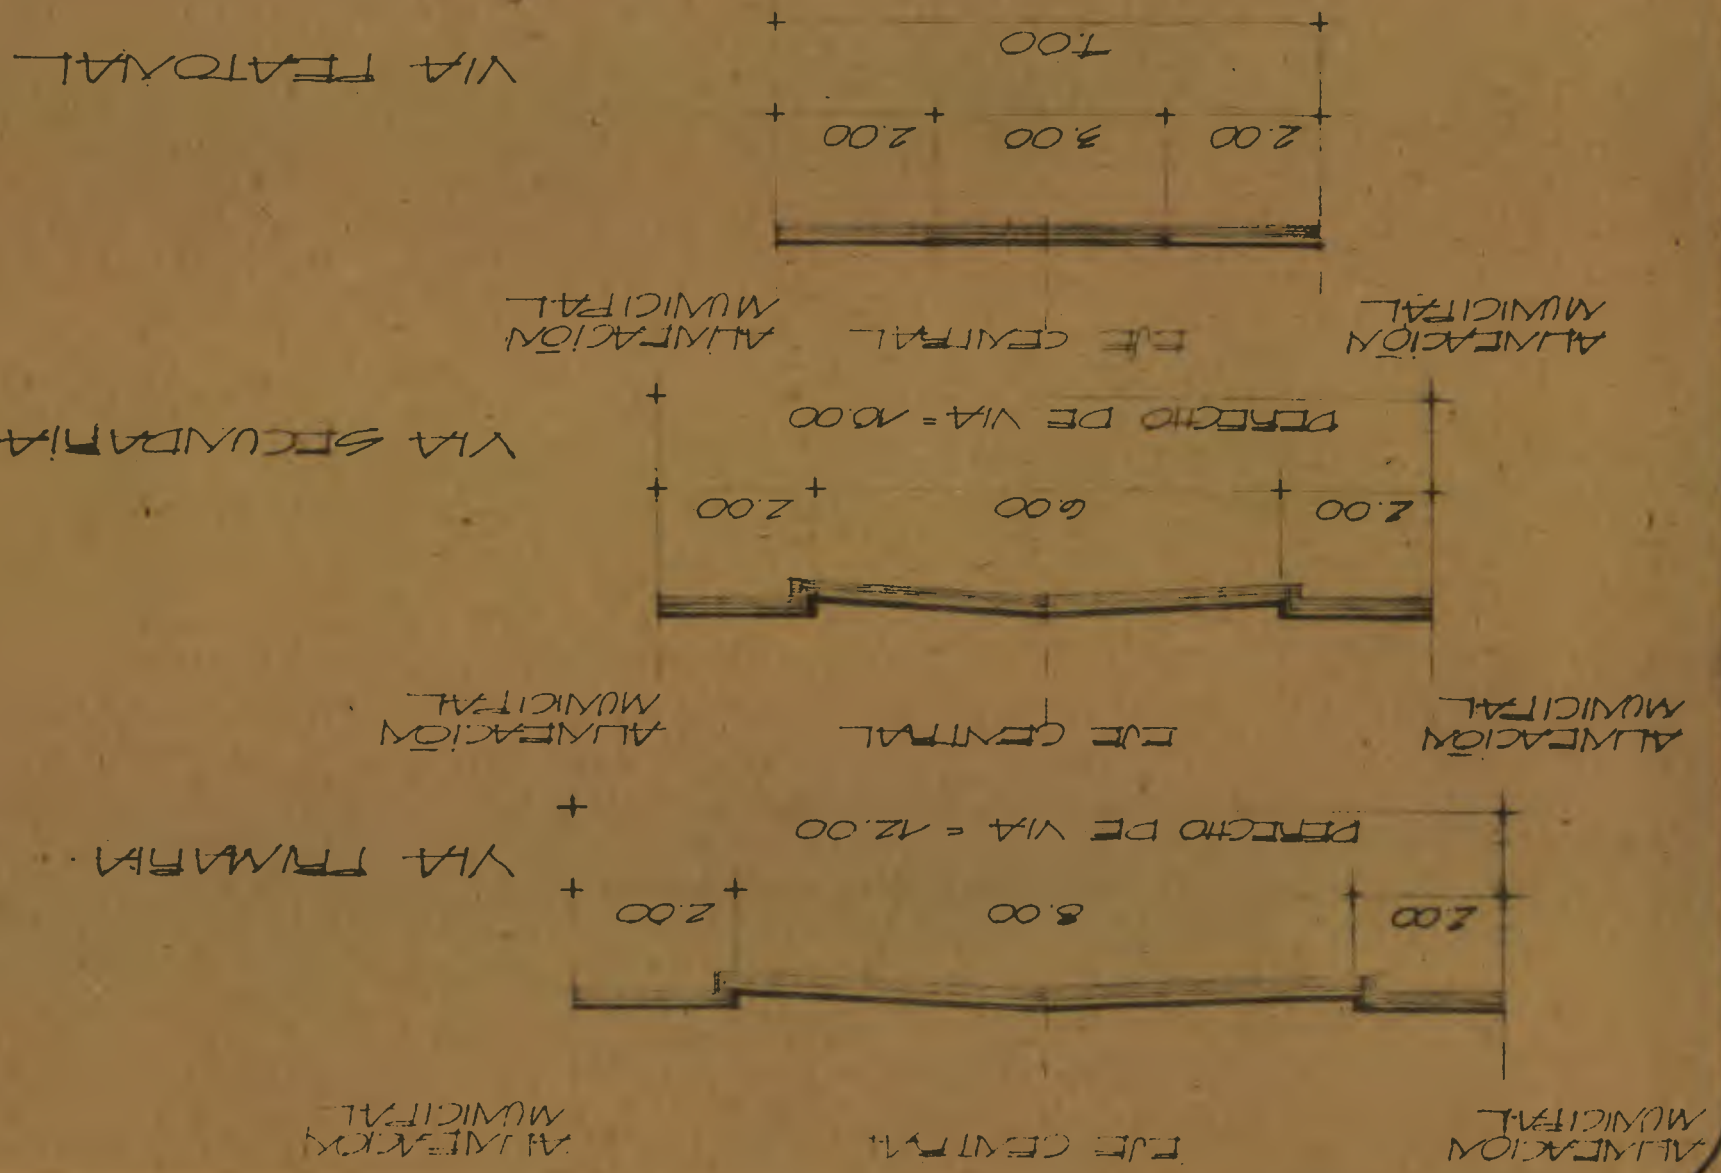 ALINEACIÓN
MUNICIPAL
EJE CENTRA
ALINEACION
MUNICIPAL
2.00
8.00
2.00
DERECHO DE VIA = 12.00
VIA PRIMARIA
ALINEACIÓN
MUNICIPAL
EJE CENTRAL
ALINEACIÓN
MUNICIPAL
2.00
6.00
2.00
DERECHO DE VIA = 10.00
VIA SECUNDARIA
ALINEACIÓN
MUNICIPAL
EJE CENTRAL
ALINEACIÓN
MUNICIPAL
2.00
3.00
2.00
7.00
VIA PEATONAL